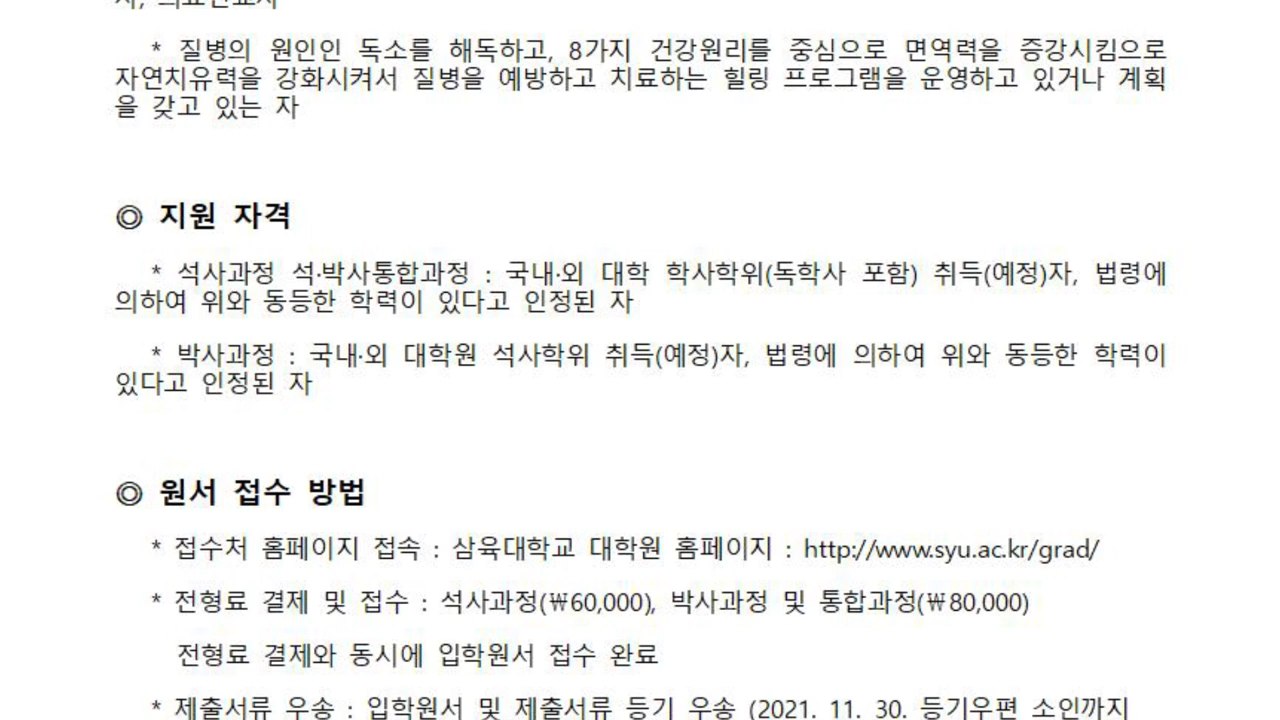 * 질병의 원인인 독소를 해독하고, 8가지 건강원리를 중심으로 면역력을 증강시킴으로
자연치유력을 강화시켜서 질병을 예방하고 치료하는 힐링 프로그램을 운영하고 있거나 계획
을 갖고 있는 자
◎ 지원 자격
* 석사과정 석·박사통합과정 : 국내·외 대학 학사학위(독학사 포함) 취득(예정)자, 법령에
의하여 위와 동등한 학력이 있다고 인정된 자
* 박사과정 : 국내·외 대학원 석사학위 취득(예정)자, 법령에 의하여 위와 동등한 학력이
있다고 인정된 자
◎ 원서 접수 방법
* 접수처 홈페이지 접속 : 삼육대학교 대학원 홈페이지 : http://www.syu.ac.kr/grad/
* 전형료 결제 및 접수 : 석사과정(₩60,000), 박사과정 및 통합과정(₩80,000)
전형료 결제와 동시에 입학원서 접수 완료
* 제출서류 우송 : 입학원서 및 제출서류 등기 우송 (2021. 11. 30. 등기우편 소인까지